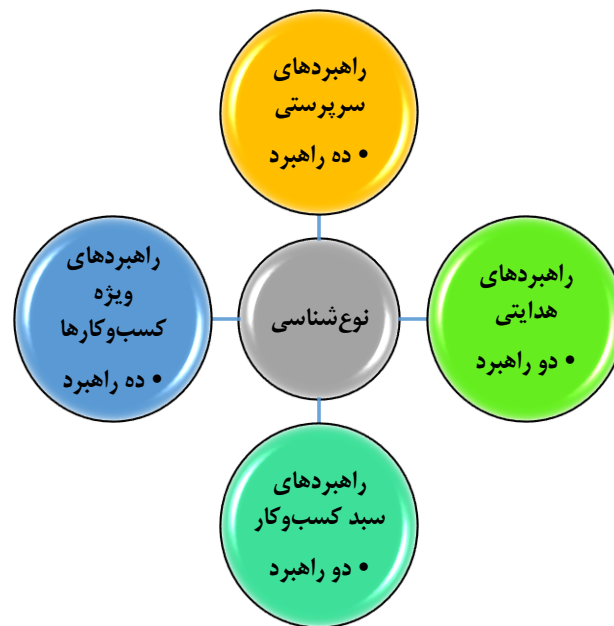 راهبردهای
سرپرستی
• ده راهبرد
راهبردهای
هدایتی
• دو راهبرد
نوع‌شناسی
راهبردهای
ویژه
کسب‌وکارها
• ده راهبرد
راهبردهای
سبد کسب‌وکار
• دو راهبرد